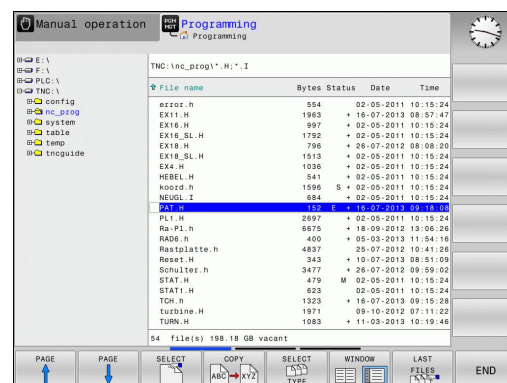 Manual operation
PGM
MGT
Programming
Programming
E:\
F:\
PLC:\
TNC:\
config
nc_prog
system
table
temp
tncguide
TNC:\nc_prog\*.H;*.I
File name Bytes Status Date Time
error.h 554 02-05-2011 10:15:24
EX11.H 1963 + 16-07-2013 08:57:47
EX16.H 997 + 02-05-2011 10:15:24
EX16_SL.H 1792 + 02-05-2011 10:15:24
EX18.H 796 + 26-07-2012 08:08:20
EX18_SL.H 1513 + 02-05-2011 10:15:24
EX4.H 1036 + 02-05-2011 10:15:24
HEBEL.H 541 + 02-05-2011 10:15:24
koord.h 1596 S + 02-05-2011 10:15:24
NEUGL.I 684 + 02-05-2011 10:15:24
PAT.H 152 E + 16-07-2013 09:18:08
PL1.H 2697 + 02-05-2011 10:15:24
Ra-Pl.h 6675 + 18-09-2012 13:06:26
RAD6.h 400 + 05-03-2013 11:54:16
Rastplatte.h 4837 25-07-2012 10:41:26
Reset.H 343 + 10-07-2013 08:51:09
Schulter.h 3477 + 26-07-2012 09:59:02
STAT.H 479 M 02-05-2011 10:15:24
STAT1.H 623 02-05-2011 10:15:24
TCH.h 1323 + 16-07-2013 09:15:28
turbine.H 1971 09-10-2012 07:11:22
TURN.H 1083 + 11-03-2013 10:19:46
54 file(s) 198.18 GB vacant
PAGE PAGE SELECT COPY SELECT WINDOW LAST
FILES
ABC XYZ
TYPE
END